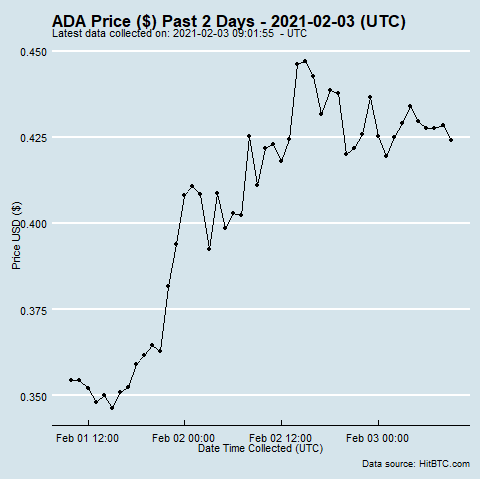 ADA Price ($) Past 2 Days - 2021-02-03 (UTC)
Latest data collected on: 2021-02-03 09:01:55 - UTC
0.450
0.425
0.400
0.375
0.350
Price USD ($)
Feb 01 12:00 Feb 02 00:00 Feb 02 12:00 Feb 03 00:00
Date Time Collected (UTC)
Data source: HitBTC.com